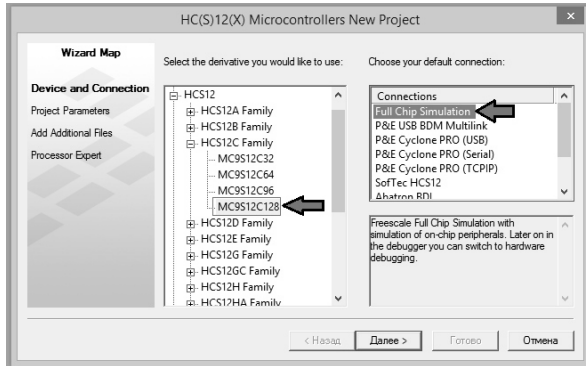 HC(S)12(X) Microcontrollers New Project
Wizard Map
Device and Connection
Project Parameters
Add Additional Files
Processor Expert
Select the derivative you would like to use:
HCS12
HCS12A Family
HCS12B Family
HCS12C Family
MC9S12C32
MC9S12C64
MC9S12C96
MC9S12C128
HCS12D Family
HCS12E Family
HCS12G Family
HCS12GC Family
HCS12H Family
HCS12HA Family
Choose your default connection:
Connections
Full Chip Simulation
P&E USB BDM Multilink
P&E Cyclone PRO (USB)
P&E Cyclone PRO (Serial)
P&E Cyclone PRO (TCPIP)
SofTec HCS12
Abatron BDI
Freescale Full Chip Simulation with
simulation of on-chip peripherals. Later on in
the debugger you can switch to hardware
debugging.
< Назад
Далее >
Готово
Отмена